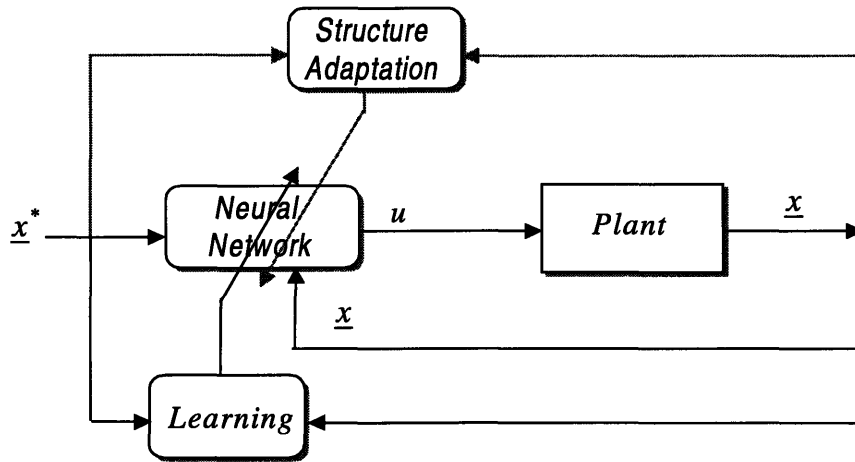 Structure
Adaptation
x*
Neural
Network
u
Plant
x
x
Learning